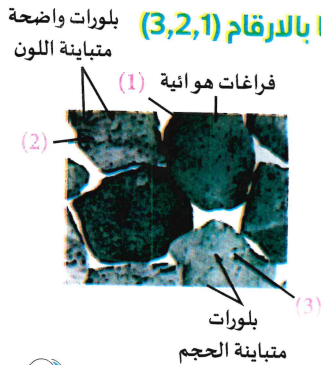 بالارقام (3,2,1)
بلورات واضحة
متباينة اللون
فراغات هوائية (1)
(2)
(3)
بلورات
متباينة الحجم